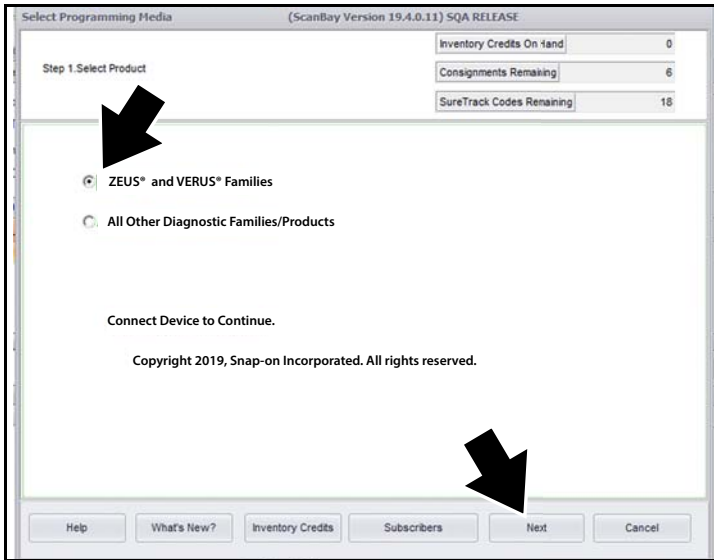 Select Programming Media (ScanBay Version 19.4.0.11) SQA RELEASE
Inventory Credits On Hand 0
Step 1.Select Product
Consignments Remaining 6
SureTrack Codes Remaining 18
ZEUS® and VERUS® Families
All Other Diagnostic Families/Products
Connect Device to Continue.
Copyright 2019, Snap-on Incorporated. All rights reserved.
Help What's New? Inventory Credits Subscribers Next Cancel